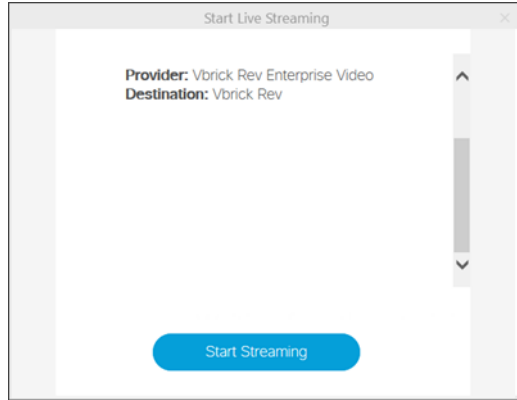 Start Live Streaming
Provider: Vbrick Rev Enterprise Video
Destination: Vbrick Rev
Start Streaming